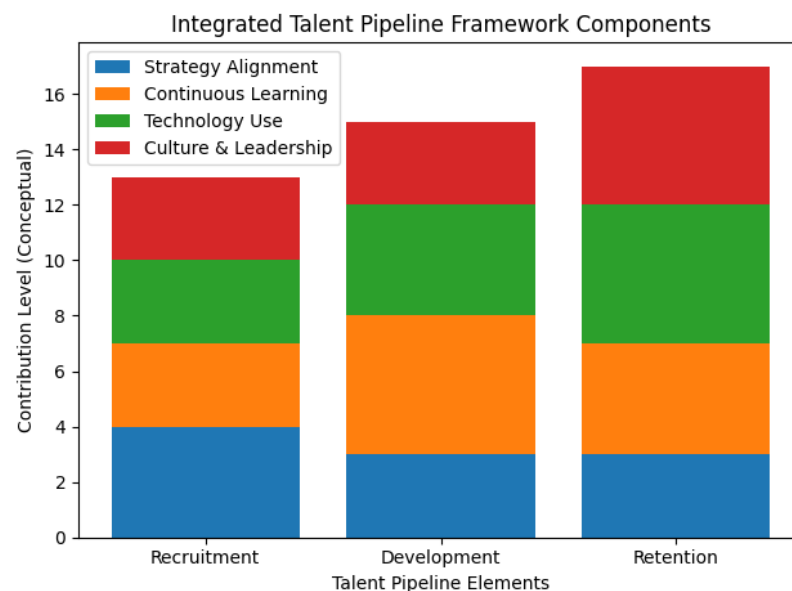 Integrated Talent Pipeline Framework Components
Strategy Alignment
Continuous Learning
Technology Use
Culture & Leadership
Contribution Level (Conceptual)
16
14
12
10
8
6
4
2
0
Recruitment
Development
Retention
Talent Pipeline Elements